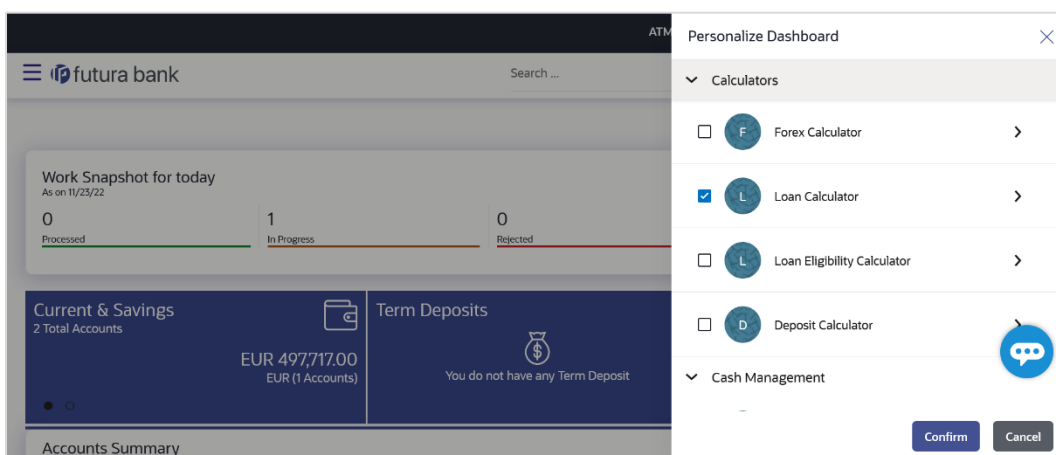 ATM
Personalize Dashboard
futura bank
Search ...
Calculators
F
Forex Calculator
Work Snapshot for today
As on 11/23/22
0
1
0
Processed
In Progress
Rejected
L
Loan Calculator
L
Loan Eligibility Calculator
Current & Savings
2 Total Accounts
Term Deposits
D
Deposit Calculator
EUR 497,717.00
EUR (1 Accounts)
You do not have any Term Deposit
Cash Management
Confirm
Cancel
Accounts Summary